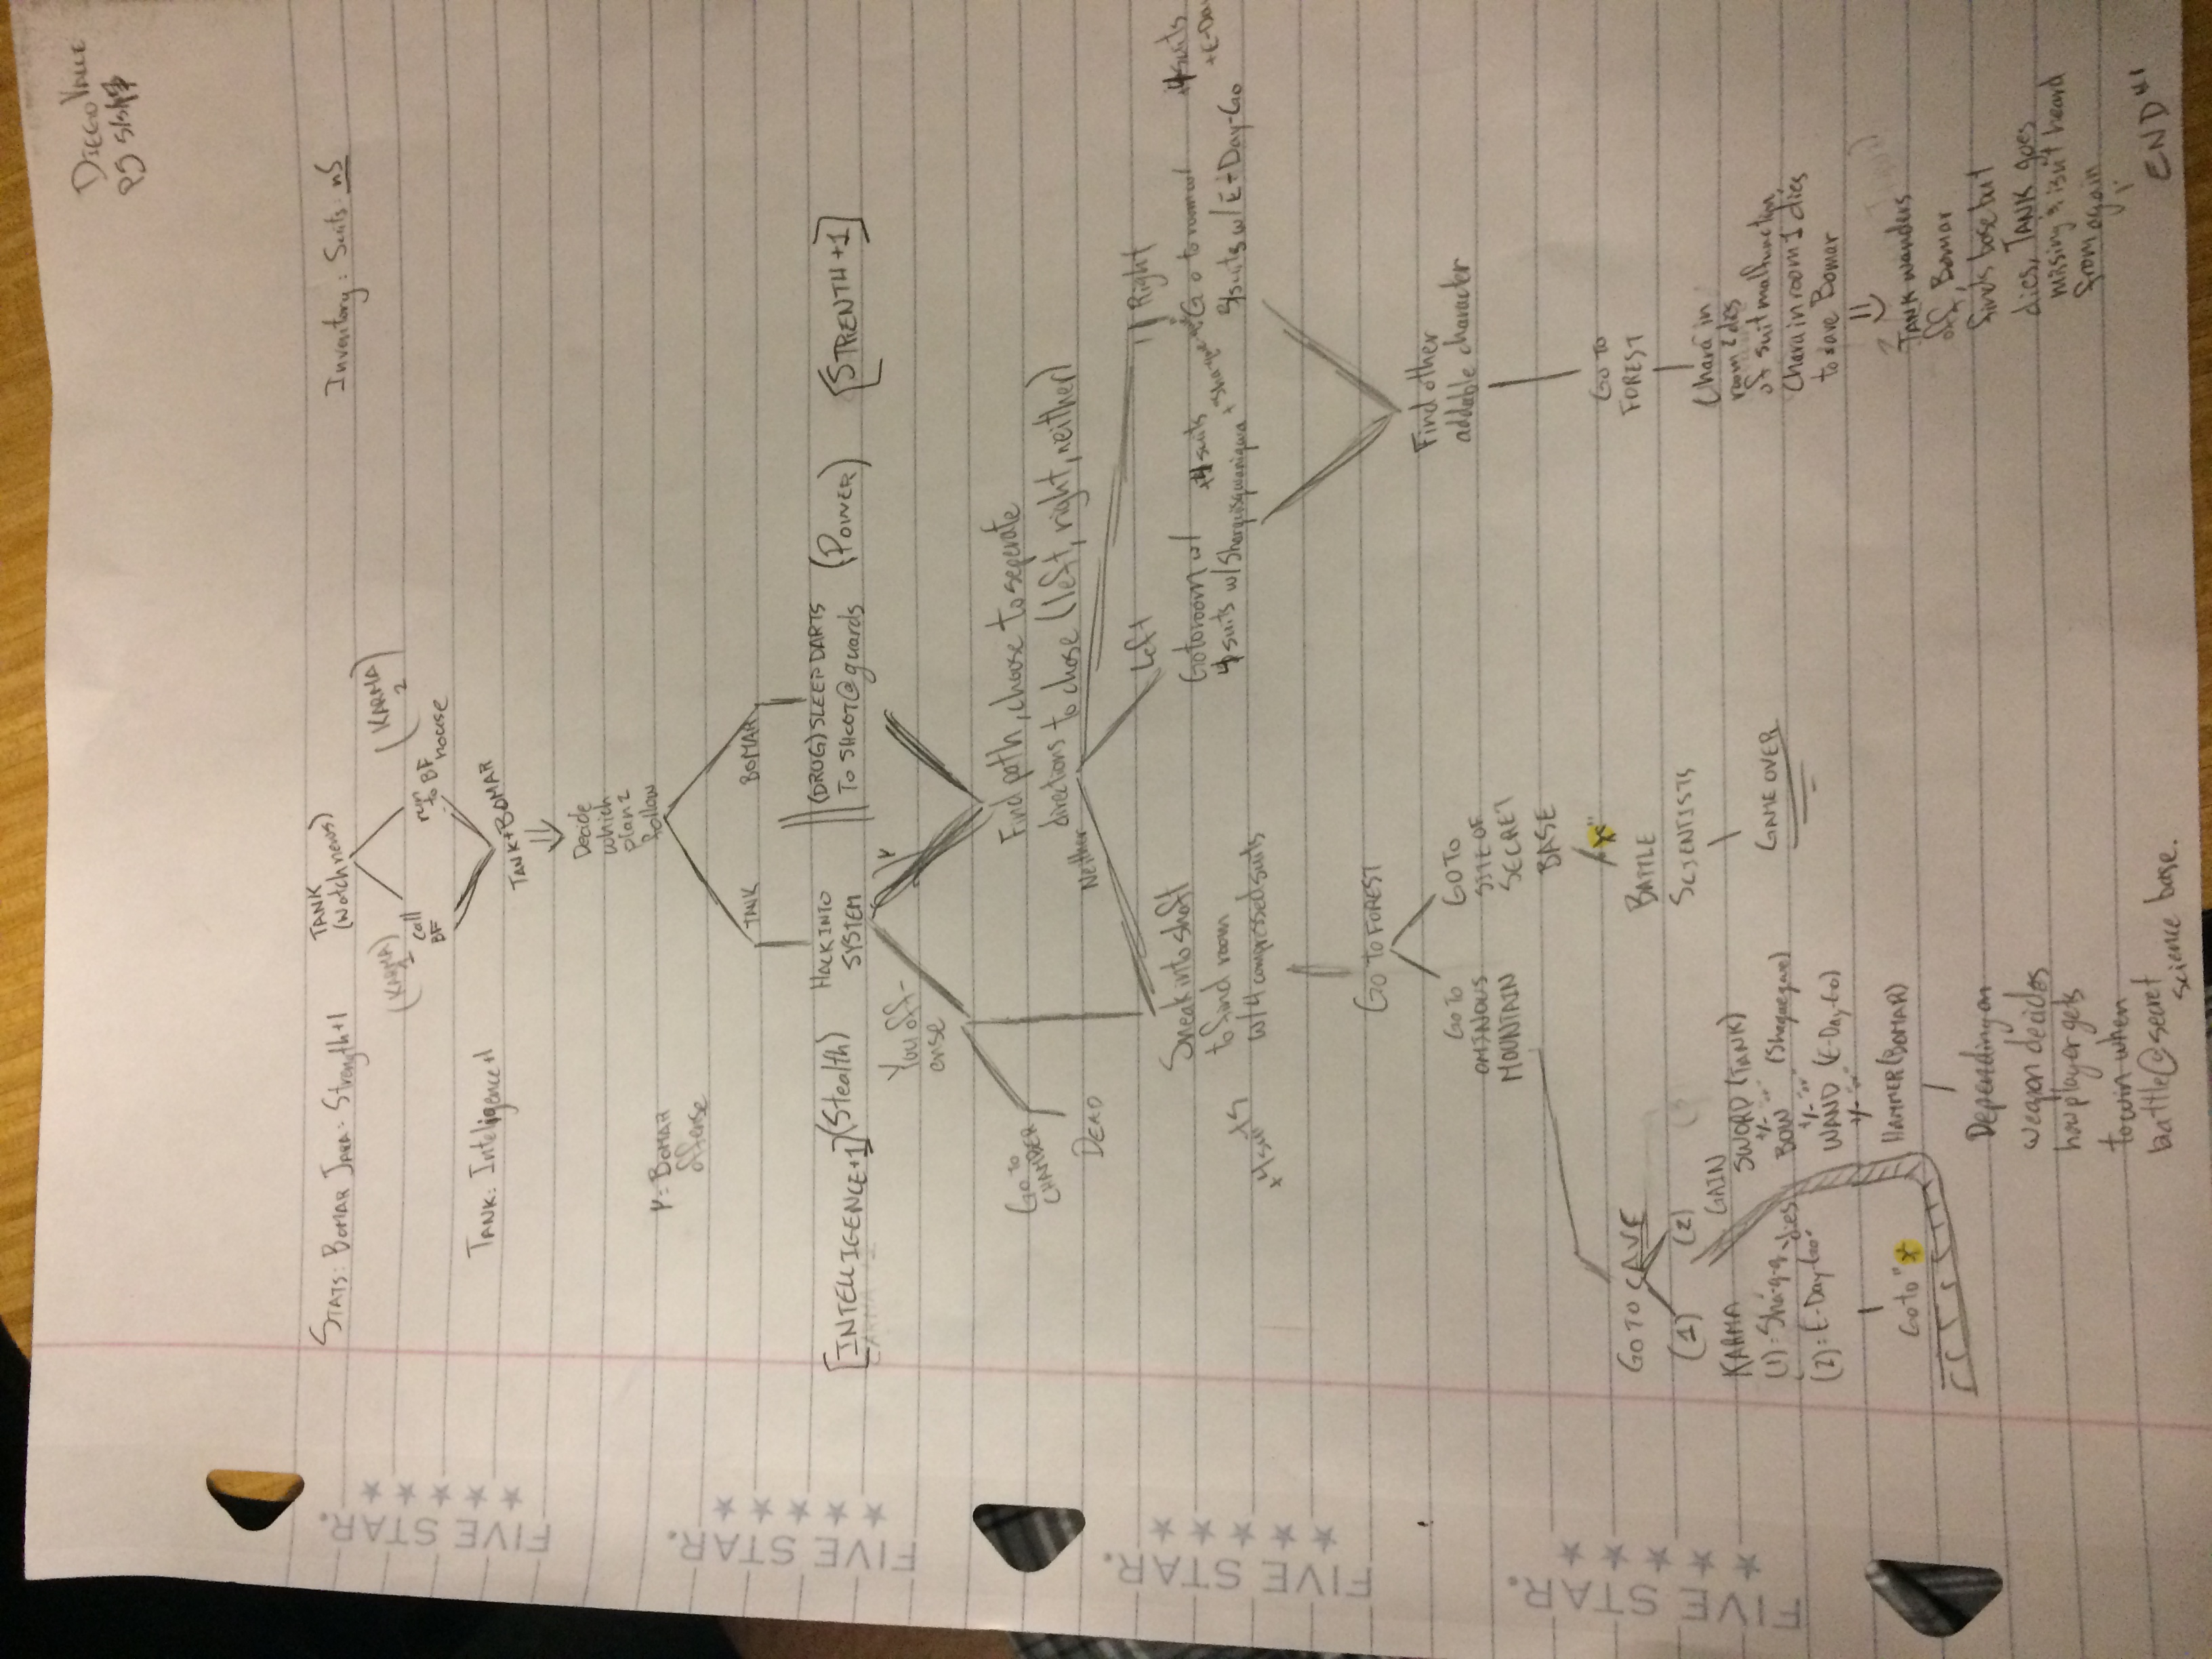 DIEGO VALLE
P5 5/5/17
STATS: BOMAR JARA: Strength+1
TANK
(Watch news)
Inventory: Suits: n5
(KARMA)
1
(KARMA)
2
call
BF
run
to BF
house
TANK: Inteligence+1
TANK+BOMAR
Decide
which
plan 2
follow
Y= BOMAR
offense
TANK
BOMAR
[INTELLIGENCE+1]
(Stealth)
HACK INTO
SYSTEM
(DRUG) SLEEP DARTS
TO SHOOT @ guards
(POWER)
[STRENTH +1]
You off-
ense
Y
GO TO
CHAMBER
DEAD
Find path, choose to seperate
directions to chose (left, right, neither)
Neither
Left
Right
Sneak into shaft
to find room
w/4 compressed suits
+4 suits
Go to room w/
4 suits w/ Sharquisqwaniqwa
+4 suits
Go to room w/
suits w/ E-Day-Go
+4 suits
+E-Day
GO TO FOREST
GO TO
OMINOUS
MOUNTAIN
GO TO
SITE OF
SECRET
BASE
Find other
addable character
"x"
GO TO
FOREST
GO TO CAVE
(1) (2)
BATTLE
SCIENTISTS
GAME OVER
KARMA
(1): Sha-q-q dies
(2): E-Day-Go"
Go to "x
GAIN
SWORD (TANK)
+/- "or"
BOW (Shaquequae)
+/- "or"
WAND (E-Day-Go)
+/- "or"
HAMMER (BOMAR)
Depending on
weapon decides
how player gets
to win when
battle @ secret
science base.
Chara in
room 2 dies
of suit malfunction,
Chara in room 1 dies
to save Bomar
TANK wanders
off, Bomar
finds base but
dies, TANK goes
missing & isn't heard
from again
END #1
FIVE STAR.
FIVE STAR.
FIVE STAR.
FIVE STAR.